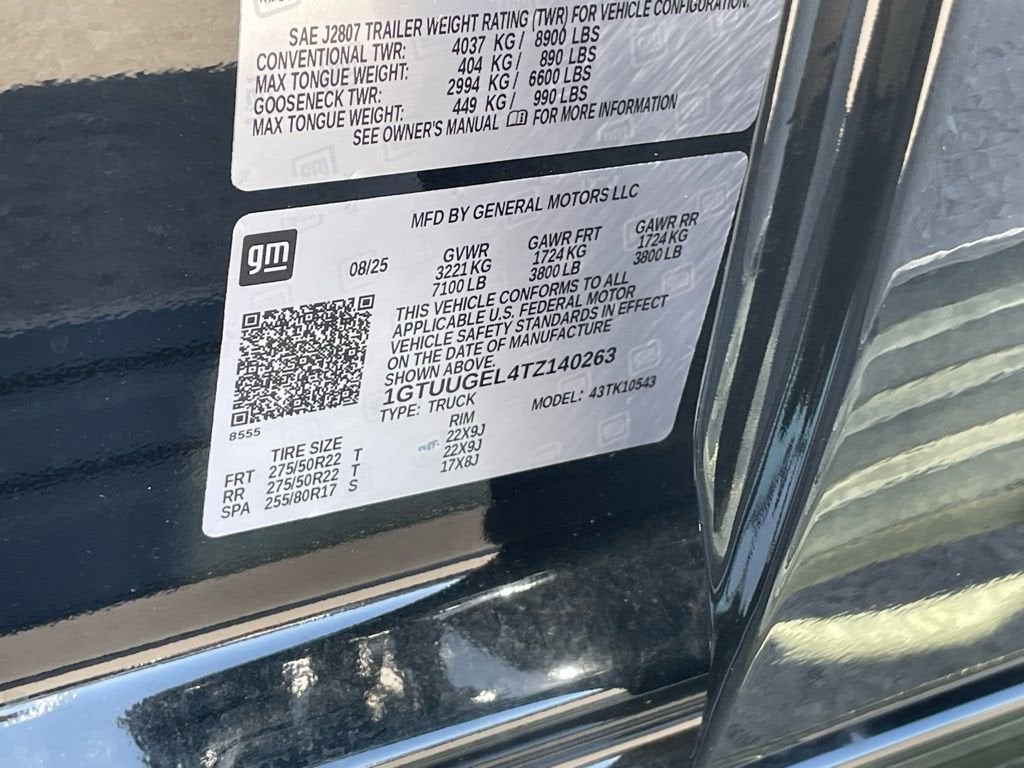 SAE J2807 TRAILER WEIGHT RATING (TWR) FOR VEHICLE CONFIGURATION.
CONVENTIONAL TWR: 4037 KG/ 8900 LBS
MAX TONGUE WEIGHT: 404 KG/ 890 LBS
GOOSENECK TWR: 2994 KG/ 6600 LBS
MAX TONGUE WEIGHT: 449 KG/ 990 LBS
SEE OWNER'S MANUAL FOR MORE INFORMATION
MFD BY GENERAL MOTORS LLC
gm
08/25
GVWR GAWR FRT GAWR RR
3221 KG 1724 KG 1724 KG
7100 LB 3800 LB 3800 LB
THIS VEHICLE CONFORMS TO ALL
APPLICABLE U.S. FEDERAL MOTOR
VEHICLE SAFETY STANDARDS IN EFFECT
ON THE DATE OF MANUFACTURE
SHOWN ABOVE.
1GTUUGEL4TZ140263
TYPE: TRUCK MODEL: 43TK10543
8555
TIRE SIZE RIM
FRT 275/50R22 T 22X9J
RR 275/50R22 T 22X9J
SPA 255/80R17 S 17X8J